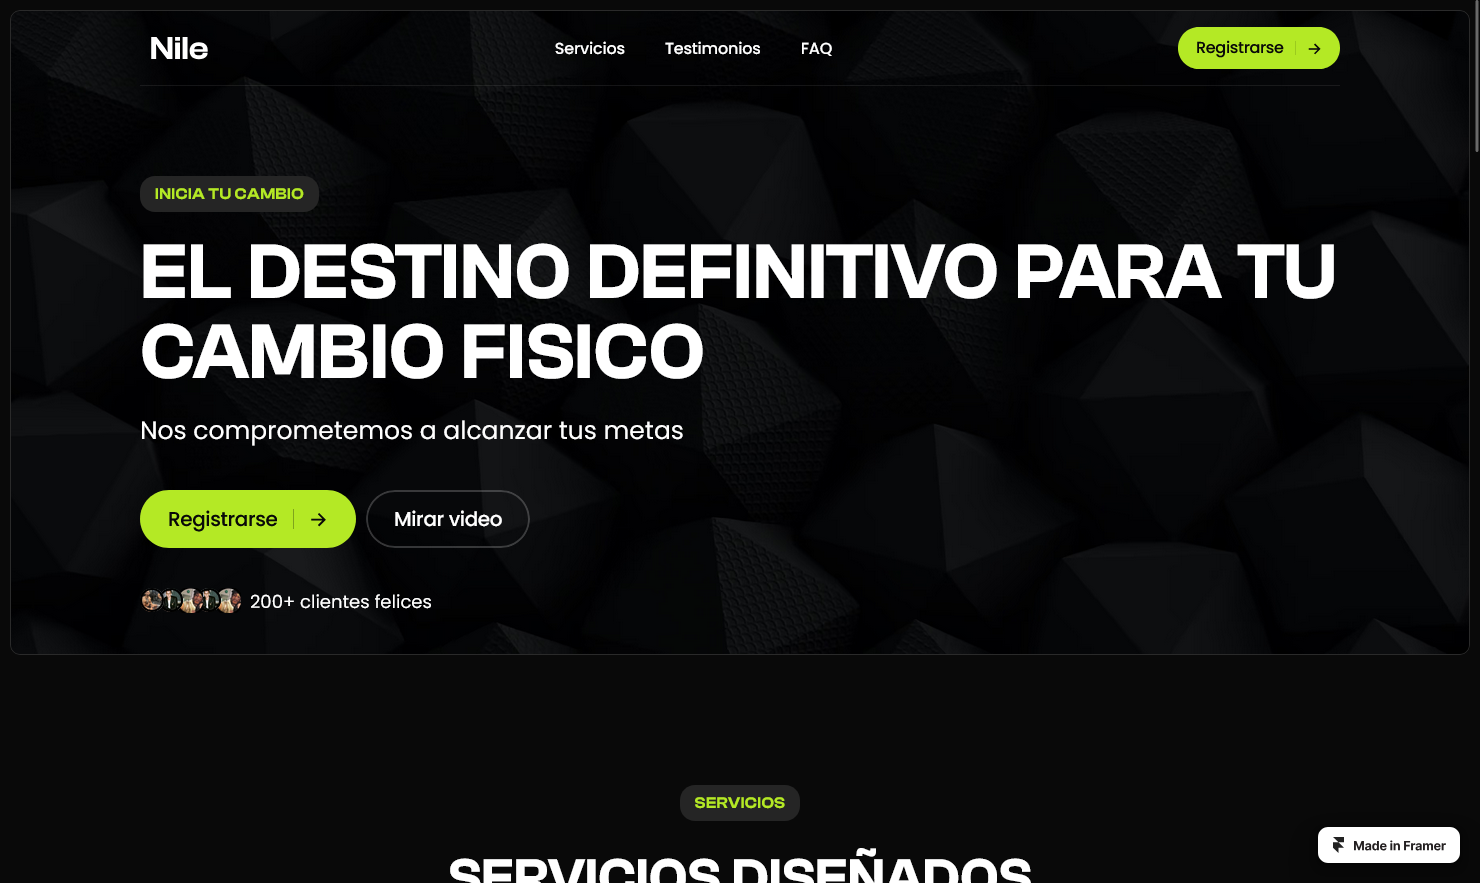 Nile
Servicios
Testimonios
FAQ
Registrarse
INICIA TU CAMBIO
EL DESTINO DEFINITIVO PARA TU
CAMBIO FISICO
Nos comprometemos a alcanzar tus metas
Registrarse
Mirar video
200+ clientes felices
SERVICIOS
SERVICIOS DISEÑADOS
Made in Framer